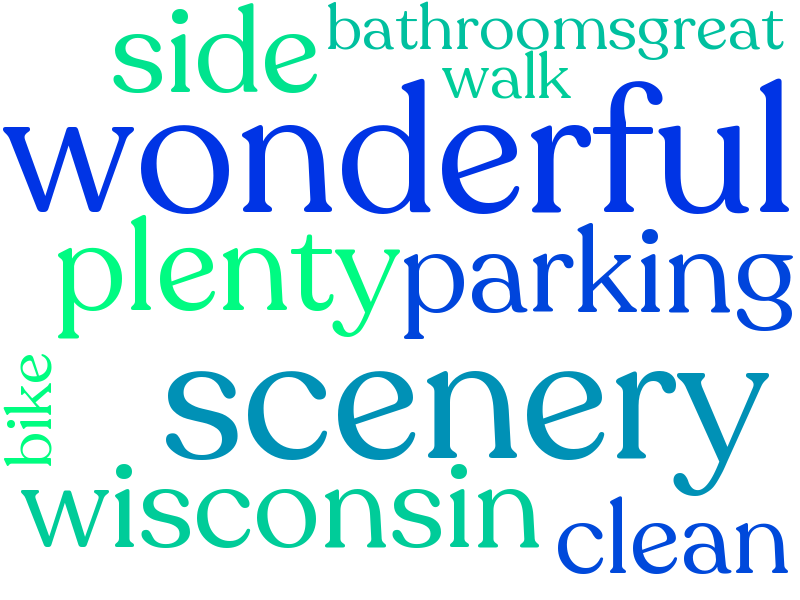 side
bathroomsgreat
walk
wonderful
plenty
parking
bike
scenery
wisconsin
clean